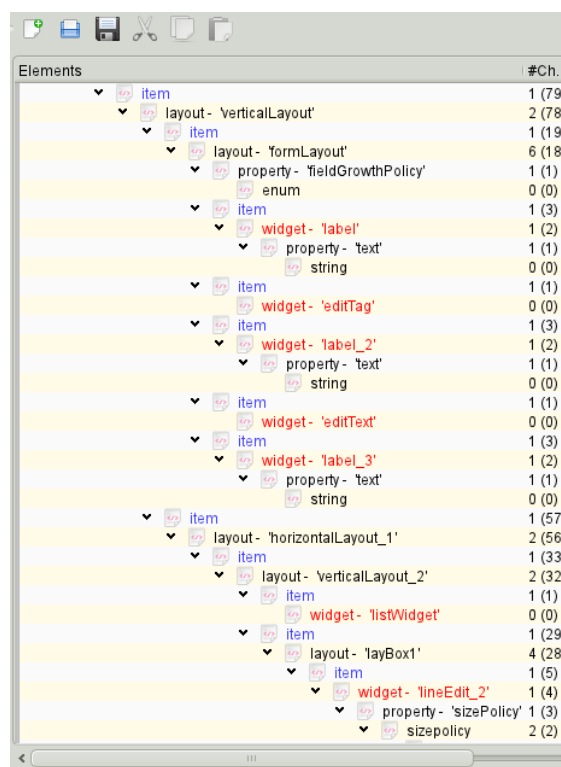 Elements #Ch.
item 1 (79
layout - 'verticalLayout' 2 (78
item 1 (19
layout - 'formLayout' 6 (18
property - 'fieldGrowthPolicy' 1 (1)
enum 0 (0)
item 1 (3)
widget - 'label' 1 (2)
property - 'text' 1 (1)
string 0 (0)
item 1 (1)
widget - 'editTag' 0 (0)
item 1 (3)
widget - 'label_2' 1 (2)
property - 'text' 1 (1)
string 0 (0)
item 1 (1)
widget - 'editText' 0 (0)
item 1 (3)
widget - 'label_3' 1 (2)
property - 'text' 1 (1)
string 0 (0)
item 1 (57
layout - 'horizontalLayout_1' 2 (56
item 1 (33
layout - 'verticalLayout_2' 2 (32
item 1 (1)
widget - 'listWidget' 0 (0)
item 1 (29
layout - 'layBox1' 4 (28
item 1 (5)
widget - 'lineEdit_2' 1 (4)
property - 'sizePolicy' 1 (3)
sizepolicy 2 (2)